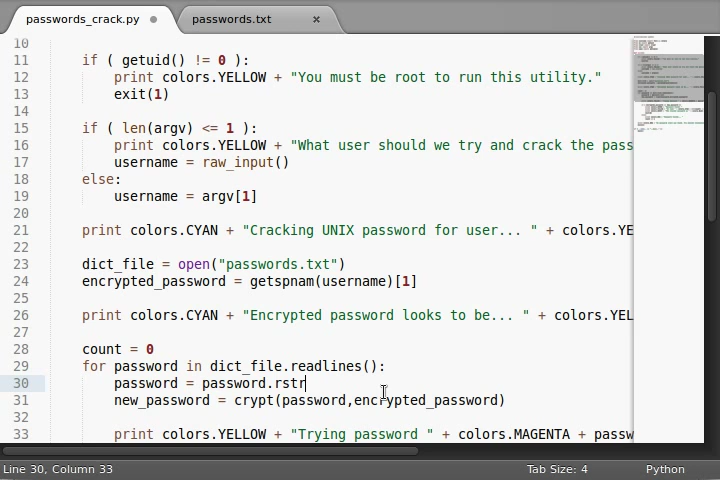 passwords_crack.py
passwords.txt ×
10
11 if ( getuid() != 0 ):
12 print colors.YELLOW + "You must be root to run this utility."
13 exit(1)
14
15 if ( len(argv) <= 1 ):
16 print colors.YELLOW + "What user should we try and crack the pass
17 username = raw_input()
18 else:
19 username = argv[1]
20
21 print colors.CYAN + "Cracking UNIX password for user... " + colors.YE
22
23 dict_file = open("passwords.txt")
24 encrypted_password = getspnam(username)[1]
25
26 print colors.CYAN + "Encrypted password looks to be... " + colors.YEL
27
28 count = 0
29 for password in dict_file.readlines():
30 password = password.rstr
31 new_password = crypt(password,encrypted_password)
32
33 print colors.YELLOW + "Trying password " + colors.MAGENTA + passw
Line 30, Column 33
Tab Size: 4
Python